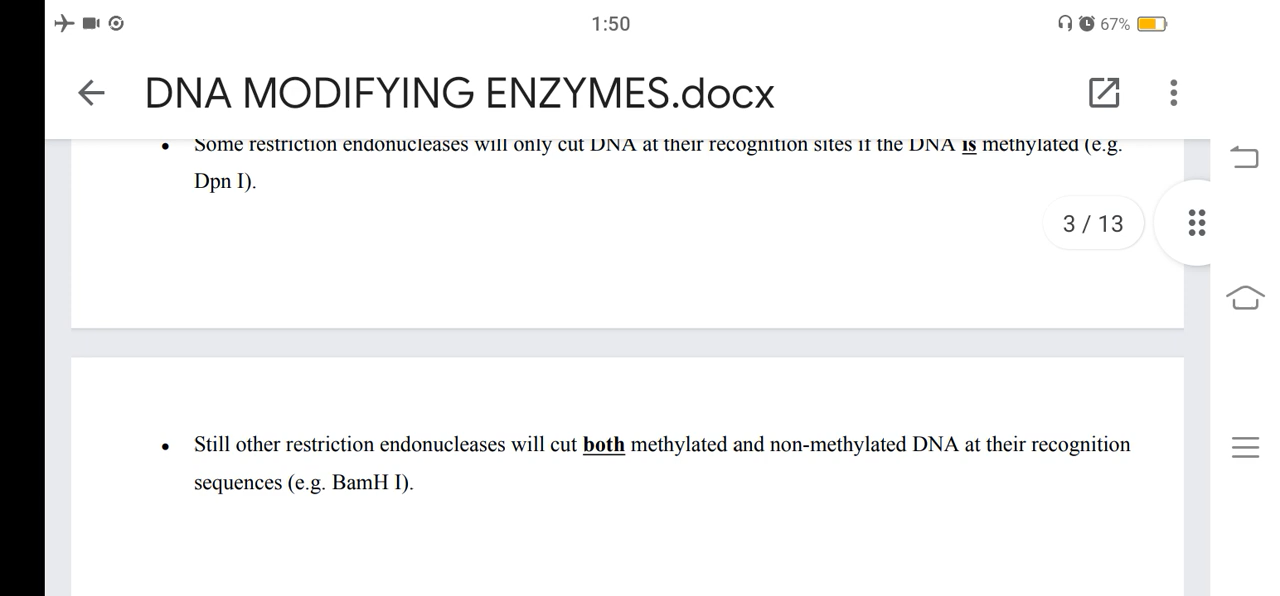 1:50
67%
DNA MODIFYING ENZYMES.docx
• Some restriction endonucleases will only cut DNA at their recognition sites if the DNA is methylated (e.g.
Dpn I).
3 / 13
• Still other restriction endonucleases will cut both methylated and non-methylated DNA at their recognition
sequences (e.g. BamH I).